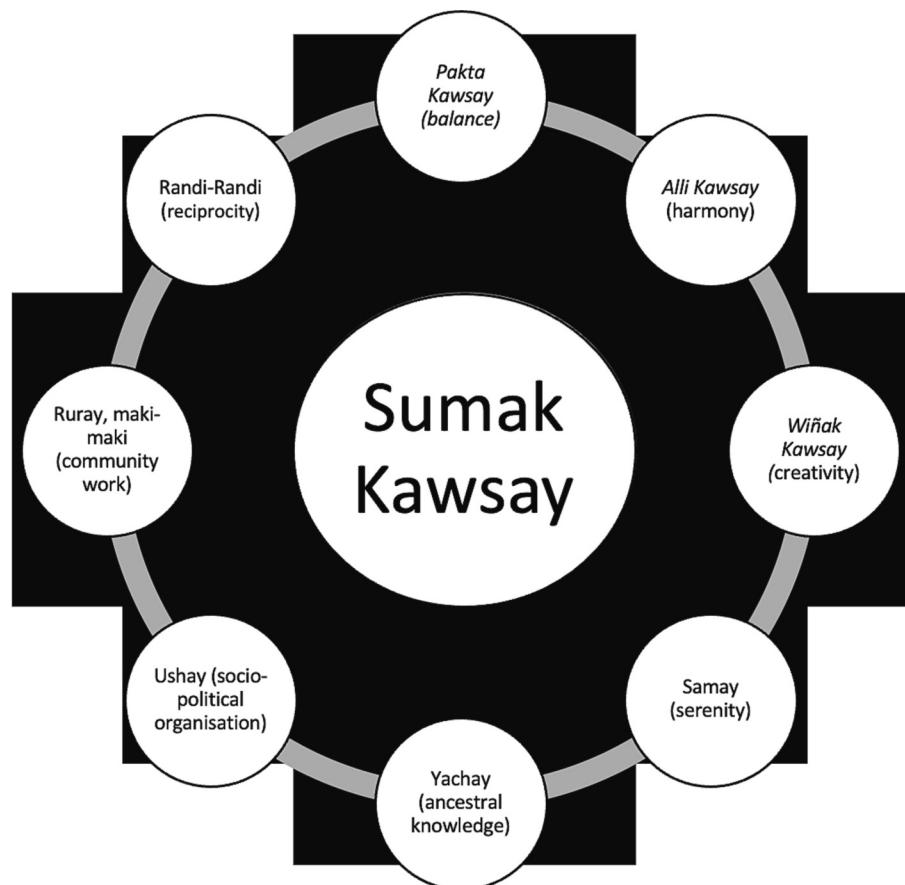 Pakta
Kawsay
(balance)
Alli Kawsay
(harmony)
Wiñak
Kawsay
(creativity)
Samay
(serenity)
Yachay
(ancestral
knowledge)
Ushay (socio-
political
organisation)
Ruray, maki-
maki
(community
work)
Randi-Randi
(reciprocity)
Sumak
Kawsay